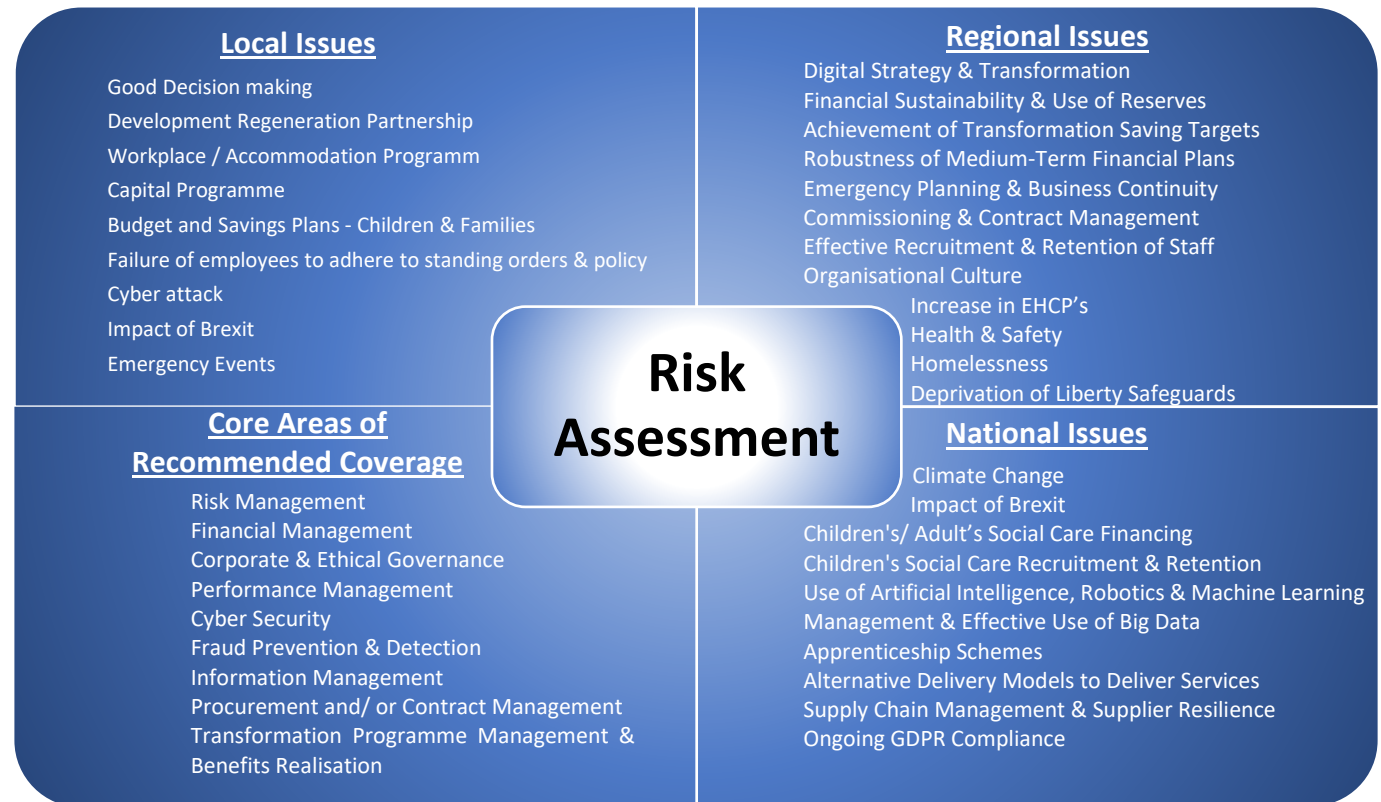 Local Issues
Good Decision making
Development Regeneration Partnership
Workplace / Accommodation Programm
Capital Programme
Budget and Savings Plans - Children & Families
Failure of employees to adhere to standing orders & policy
Cyber attack
Impact of Brexit
Emergency Events
Regional Issues
Digital Strategy & Transformation
Financial Sustainability & Use of Reserves
Achievement of Transformation Saving Targets
Robustness of Medium-Term Financial Plans
Emergency Planning & Business Continuity
Commissioning & Contract Management
Effective Recruitment & Retention of Staff
Organisational Culture
Increase in EHCP’s
Health & Safety
Homelessness
Deprivation of Liberty Safeguards
Risk
Assessment
Core Areas of
Recommended Coverage
Risk Management
Financial Management
Corporate & Ethical Governance
Performance Management
Cyber Security
Fraud Prevention & Detection
Information Management
Procurement and/ or Contract Management
Transformation Programme Management &
Benefits Realisation
National Issues
Climate Change
Impact of Brexit
Children's/ Adult’s Social Care Financing
Children's Social Care Recruitment & Retention
Use of Artificial Intelligence, Robotics & Machine Learning
Management & Effective Use of Big Data
Apprenticeship Schemes
Alternative Delivery Models to Deliver Services
Supply Chain Management & Supplier Resilience
Ongoing GDPR Compliance